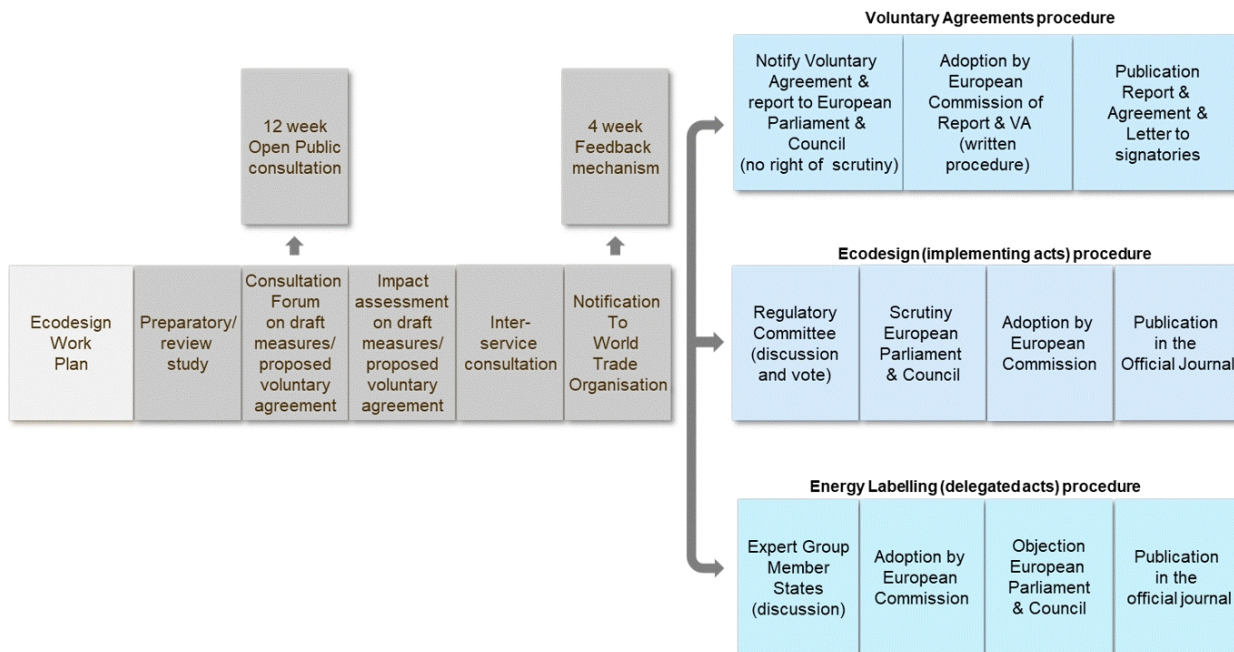 Voluntary Agreements procedure
12 week
Open Public
consultation
4 week
Feedback
mechanism
Notify Voluntary
Agreement &
report to European
Parliament &
Council
(no right of scrutiny)
Adoption by
European
Commission of
Report & VA
(written
procedure)
Publication
Report &
Agreement &
Letter to
signatories
Ecodesign
Work
Plan
Preparatory/
review
study
Consultation
Forum
on draft
measures/
proposed
voluntary
agreement
Impact
assessment
on draft
measures/
proposed
voluntary
agreement
Inter-
service
consultation
Notification
To
World
Trade
Organisation
Ecodesign (implementing acts) procedure
Regulatory
Committee
(discussion
and vote)
Scrutiny
European
Parliament
& Council
Adoption by
European
Commission
Publication
in the
Official Journal
Energy Labelling (delegated acts) procedure
Expert Group
Member
States
(discussion)
Adoption by
European
Commission
Objection
European
Parliament
& Council
Publication
in the
official journal